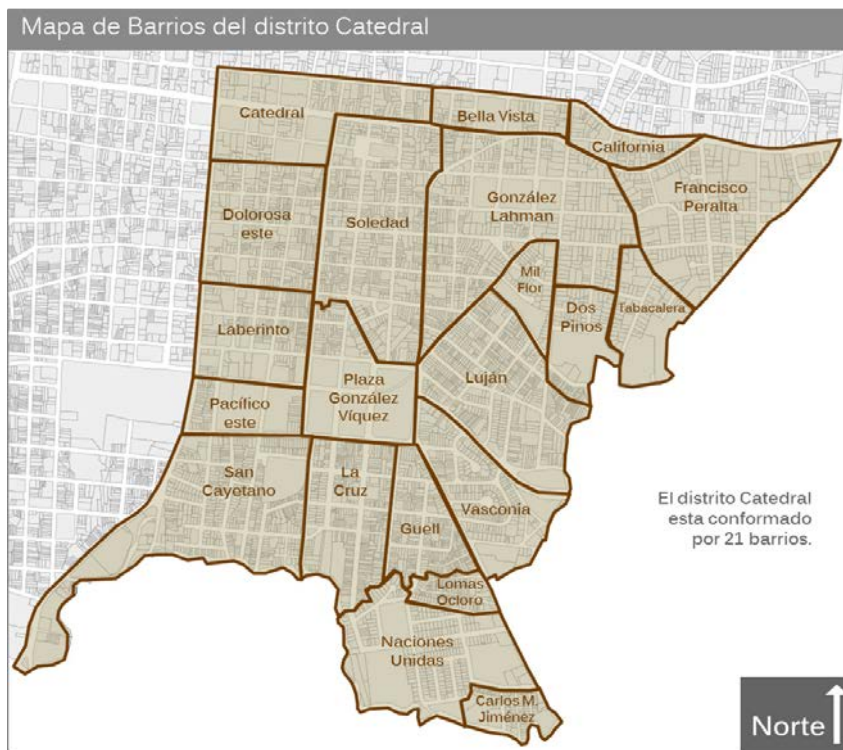 Mapa de Barrios del distrito Catedral
Catedral
Bella Vista
California
Francisco
Peralta
González
Lahman
Dolorosa
este
Soledad
Mil
Flor
Dos
Pinos
Tabacalera
Laberinto
Plaza
González
Víquez
Luján
Pacífico
este
San
Cayetano
La
Cruz
Guell
Vasconia
El distrito Catedral
esta conformado
por 21 barrios.
Lomas
Ocloro
Naciones
Unidas
Carlos M.
Jiménez
Norte